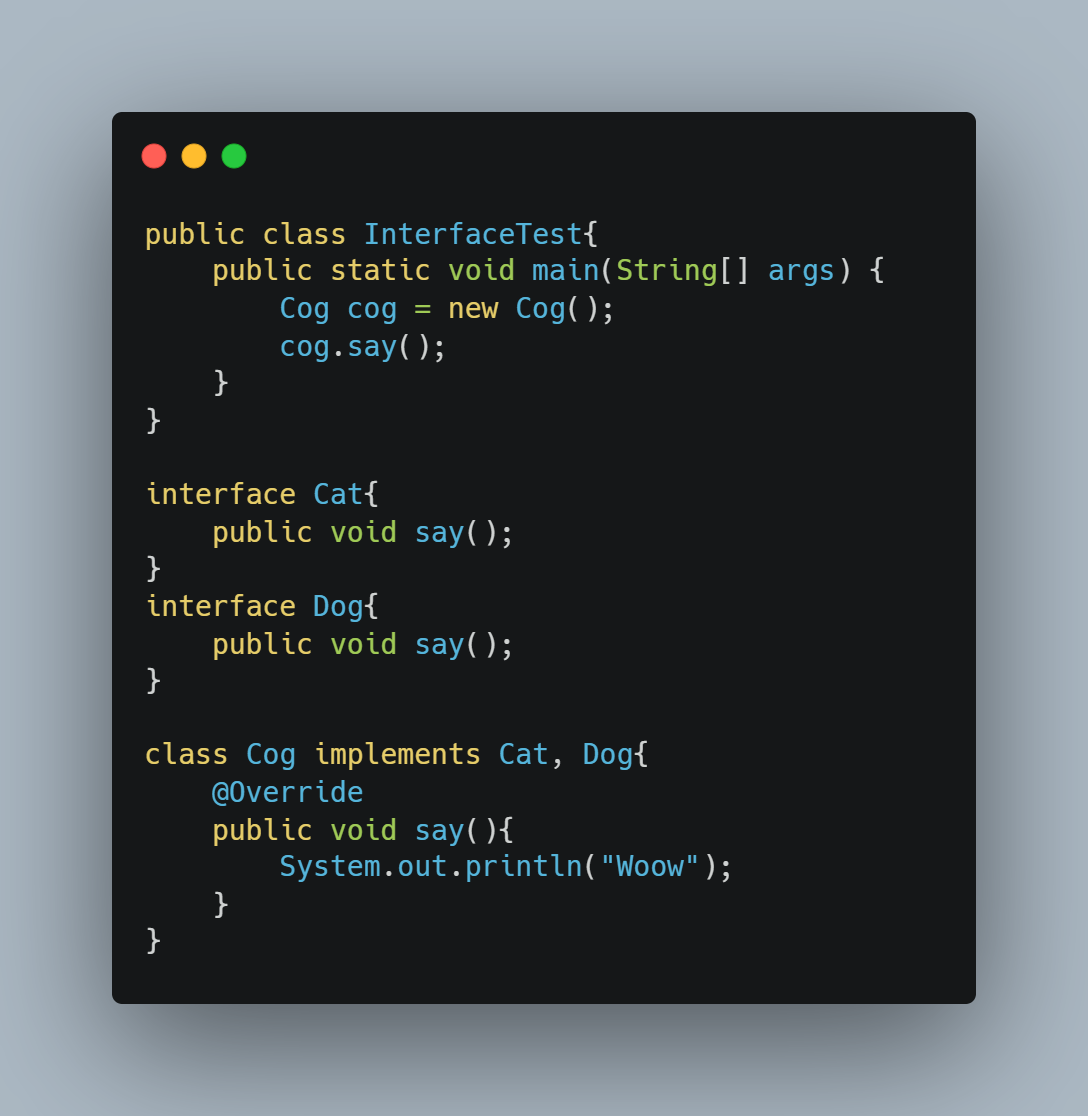 public class InterfaceTest{
    public static void main(String[] args) {
        Cog cog = new Cog();
        cog.say();
    }
}

interface Cat{
    public void say();
}
interface Dog{
    public void say();
}

class Cog implements Cat, Dog{
    @Override
    public void say(){
        System.out.println("Woow");
    }
}